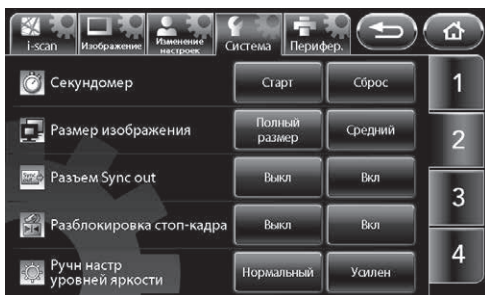 i-scan
Изображение
Изменение
настроек
Система
Перифер.
Секундомер
Старт
Сброс
1
Размер изображения
Полный
размер
Средний
2
Разъем Sync out
Выкл
Вкл
3
Разблокировка стоп-кадра
Выкл
Вкл
Ручн настр
уровней яркости
Нормальный
Усилен
4